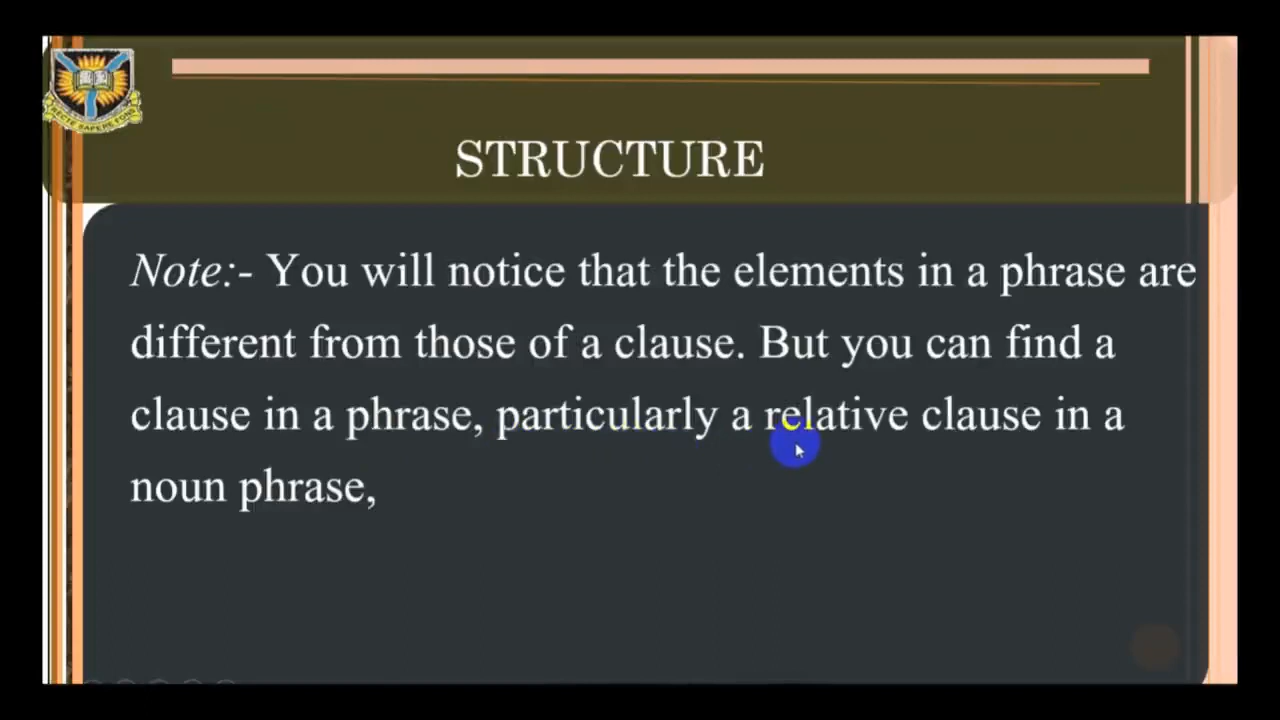 STRUCTURE
Note:- You will notice that the elements in a phrase are
different from those of a clause. But you can find a
clause in a phrase, particularly a relative clause in a
noun phrase,